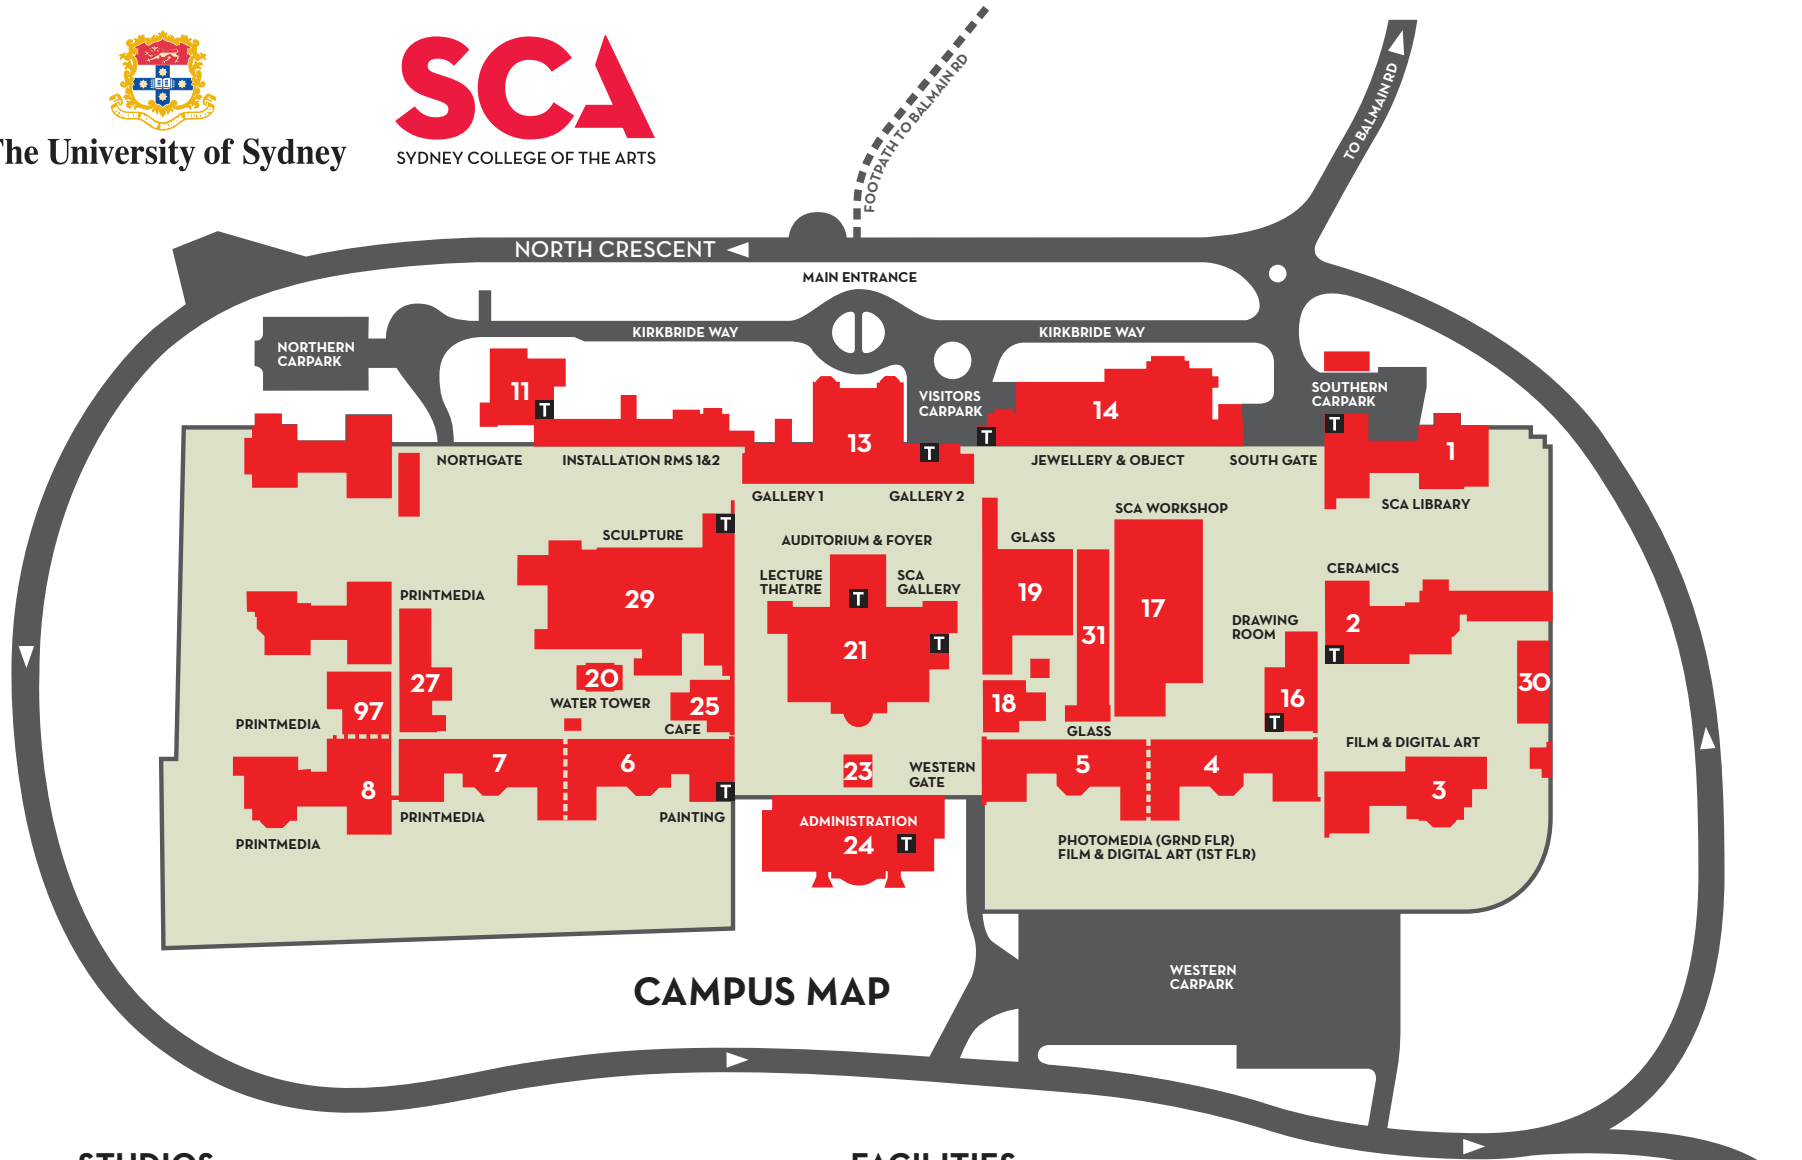 The University of Sydney
SCA
SYDNEY COLLEGE OF THE ARTS
FOOTPATH TO BALMAIN RD
TO BALMAIN RD
NORTH CRESCENT
MAIN ENTRANCE
KIRKBRIDE WAY
KIRKBRIDE WAY
NORTHERN
CARPARK
11
T
VISITORS
CARPARK
14
SOUTHERN
CARPARK
T
13
T
T
1
NORTHGATE
INSTALLATION RMS 1&2
JEWELLERY & OBJECT
SOUTH GATE
GALLERY 1
GALLERY 2
SCA LIBRARY
SCA WORKSHOP
T
SCULPTURE
AUDITORIUM & FOYER
GLASS
CERAMICS
LECTURE
THEATRE
SCA
GALLERY
T
PRINTMEDIA
29
19
17
31
DRAWING
ROOM
2
T
21
T
20
27
WATER TOWER
25
CAFE
18
16
T
30
97
PRINTMEDIA
GLASS
FILM & DIGITAL ART
7
6
23
WESTERN
GATE
5
4
8
T
3
PRINTMEDIA
PAINTING
ADMINISTRATION
24
T
PRINTMEDIA
PHOTOMEDIA (GRND FLR)
FILM & DIGITAL ART (1ST FLR)
WESTERN
CARPARK
CAMPUS MAP
STUDIOS
FACILITIES